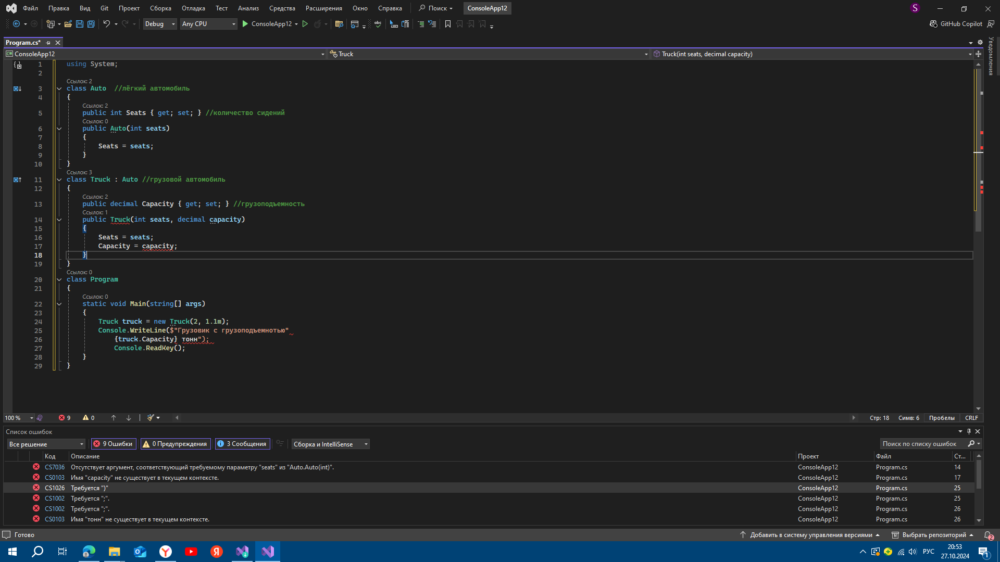 Файл Правка Вид Git Проект Сборка Отладка Тест Анализ Средства Расширения Окно Справка Поиск ConsoleApp12 S
Debug Any CPU ConsoleApp12 GitHub Copilot
Program.cs*
Уведомления
C# ConsoleApp12 Truck Truck(int seats, decimal capacity)
1 using System;
2
Ссылок: 2
3 class Auto //лёгкий автомобиль
4 {
Ссылок: 2
5 public int Seats { get; set; } //количество сидений
Ссылок: 0
6 public Auto(int seats)
7 {
8 Seats = seats;
9 }
10 }
Ссылок: 3
11 class Truck : Auto //грузовой автомобиль
12 {
Ссылок: 2
13 public decimal Capacity { get; set; } //грузоподъемность
Ссылок: 1
14 public Truck(int seats, decimal сapacity)
15 {
16 Seats = seats;
17 Capacity = capacity;
18 }
19 }
Ссылок: 0
20 class Program
21 {
Ссылок: 0
22 static void Main(string[] args)
23 {
24 Truck truck = new Truck(2, 1.1m);
25 Console.WriteLine($"Грузовик с грузоподъемнотью"
26 {truck.Capacity} тонн");
27 Console.ReadKey();
28 }
29 }
100 % 9 0 Стр: 18 Симв: 6 Пробелы CRLF
Список ошибок
Все решение 9 Ошибки 0 Предупреждения 3 Сообщения Сборка и IntelliSense Поиск по списку ошибок
Код Описание Проект Файл Ст...
CS7036 Отсутствует аргумент, соответствующий требуемому параметру "seats" из "Auto.Auto(int)". ConsoleApp12 Program.cs 14
CS0103 Имя "capacity" не существует в текущем контексте. ConsoleApp12 Program.cs 17
CS1026 Требуется ")" ConsoleApp12 Program.cs 25
CS1002 Требуется ";". ConsoleApp12 Program.cs 25
CS1002 Требуется ";". ConsoleApp12 Program.cs 26
CS0103 Имя "тонн" не существует в текущем контексте. ConsoleApp12 Program.cs 26
Готово Добавить в систему управления версиями Выбрать репозиторий 2
РУС 20:53
27.10.2024 1